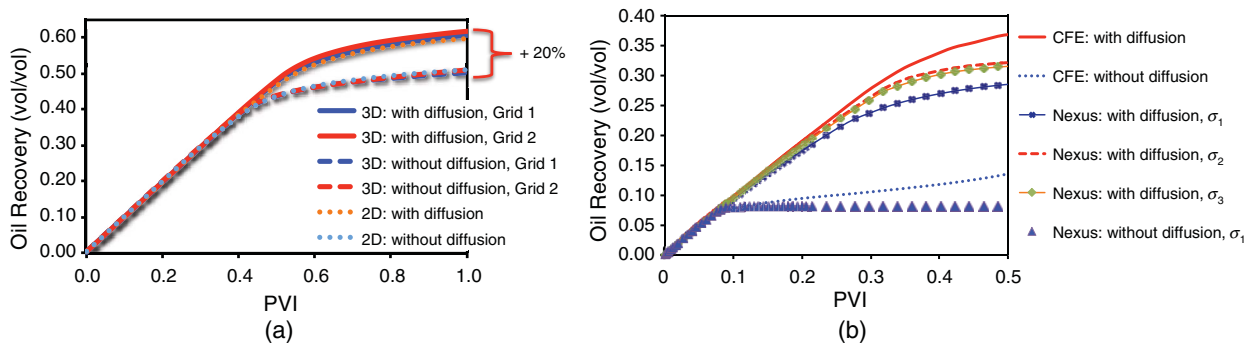 0.60
0.50
0.40
0.30
0.20
0.10
0.00
Oil Recovery (vol/vol)
0.0 0.2 0.4 0.6 0.8 1.0
PVI
(a)
+ 20%
3D: with diffusion, Grid 1
3D: with diffusion, Grid 2
3D: without diffusion, Grid 1
3D: without diffusion, Grid 2
2D: with diffusion
2D: without diffusion
0.40
0.35
0.30
0.25
0.20
0.15
0.10
0.05
0.00
Oil Recovery (vol/vol)
0 0.1 0.2 0.3 0.4 0.5
PVI
(b)
CFE: with diffusion
CFE: without diffusion
Nexus: with diffusion, σ1
Nexus: with diffusion, σ2
Nexus: with diffusion, σ3
Nexus: without diffusion, σ1